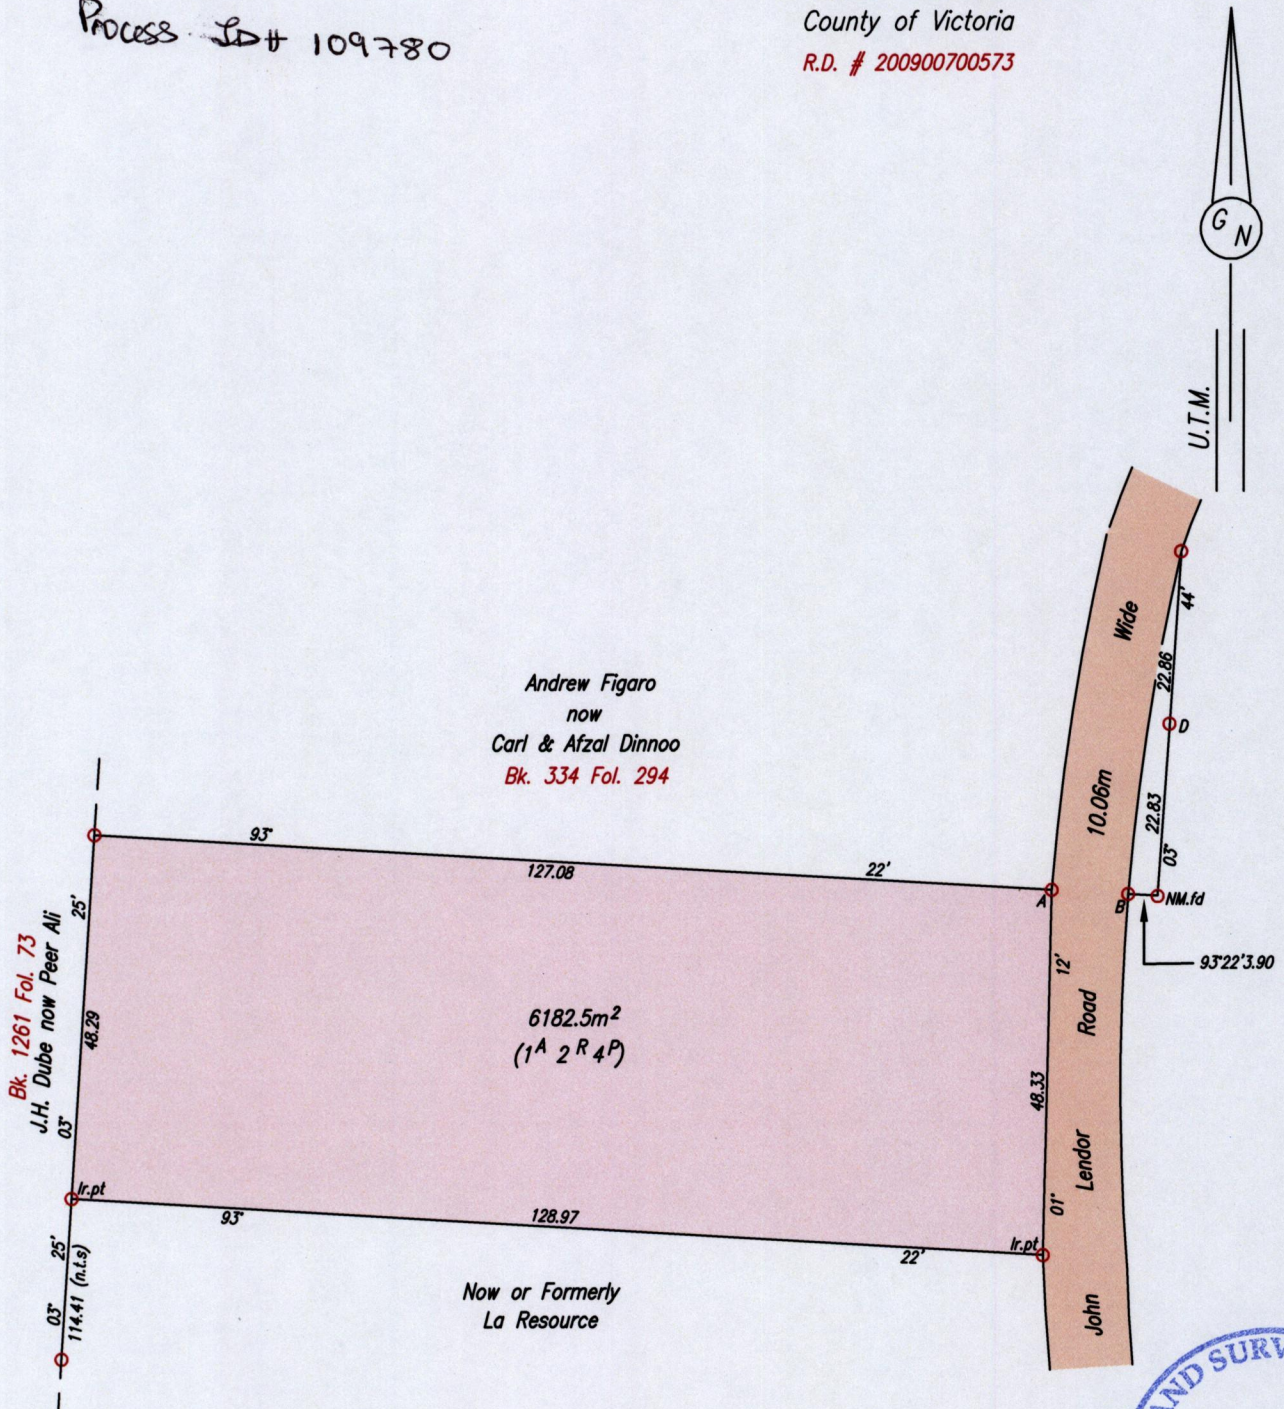 Process ID# 109780
County of Victoria
R.D. # 200900700573
G N
U.T.M.
44'
22.86
D
22.83
03°
NM.fd
93°22'3.90
Wide
10.06m
Road
Lendor
John
Andrew Figaro
now
Carl & Afzal Dinnoo
Bk. 334 Fol. 294
93°
127.08
22'
A
B
12'
48.33
01°
Ir.pt
6182.5m²
(1ᴬ 2ᴿ 4ᴾ)
Bk. 1261 Fol. 73
J.H. Dube now Peer Ali
25'
48.29
03°
Ir.pt
93°
128.97
22'
25'
03°
114.41 (n.t.s)
Now or Formerly
La Resource
AND SURV